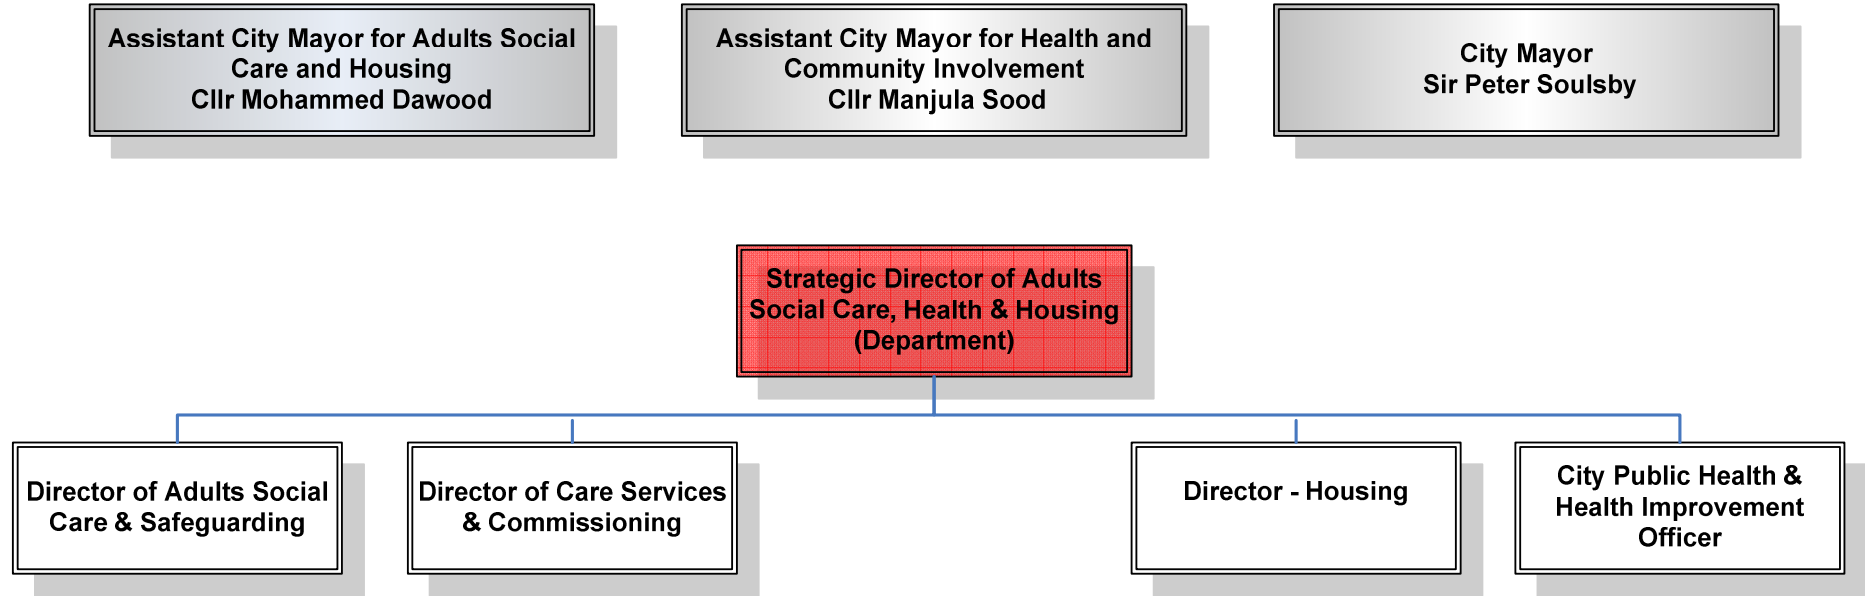 Assistant City Mayor for Adults Social
Care and Housing
Cllr Mohammed Dawood
Assistant City Mayor for Health and
Community Involvement
Cllr Manjula Sood
City Mayor
Sir Peter Soulsby
Strategic Director of Adults
Social Care, Health & Housing
(Department)
Director of Adults Social
Care & Safeguarding
Director of Care Services
& Commissioning
Director - Housing
City Public Health &
Health Improvement
Officer